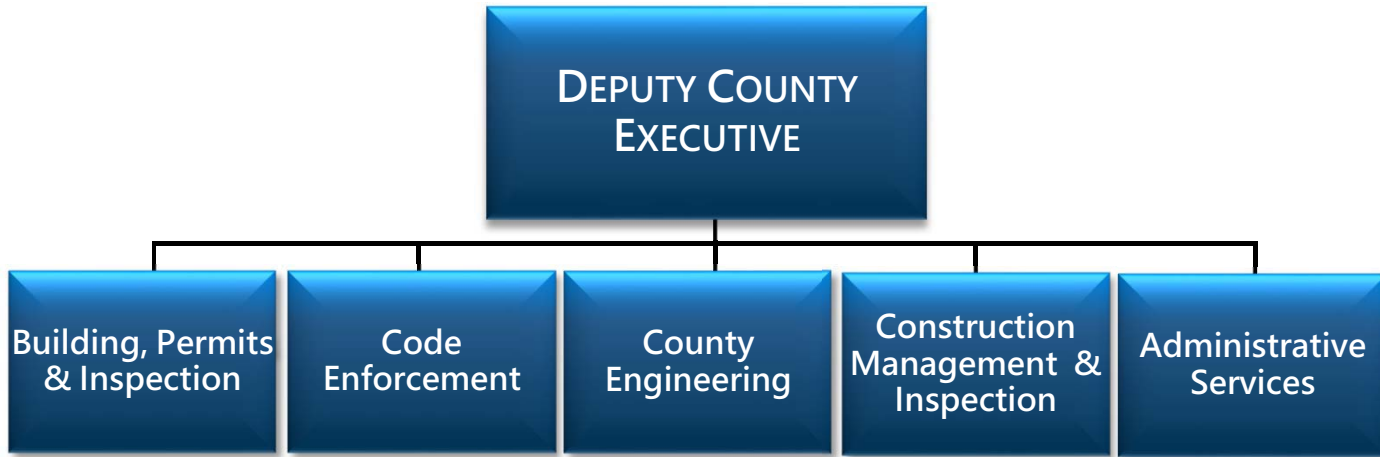 DEPUTY COUNTY
EXECUTIVE
Building, Permits
& Inspection
Code
Enforcement
County
Engineering
Construction
Management &
Inspection
Administrative
Services